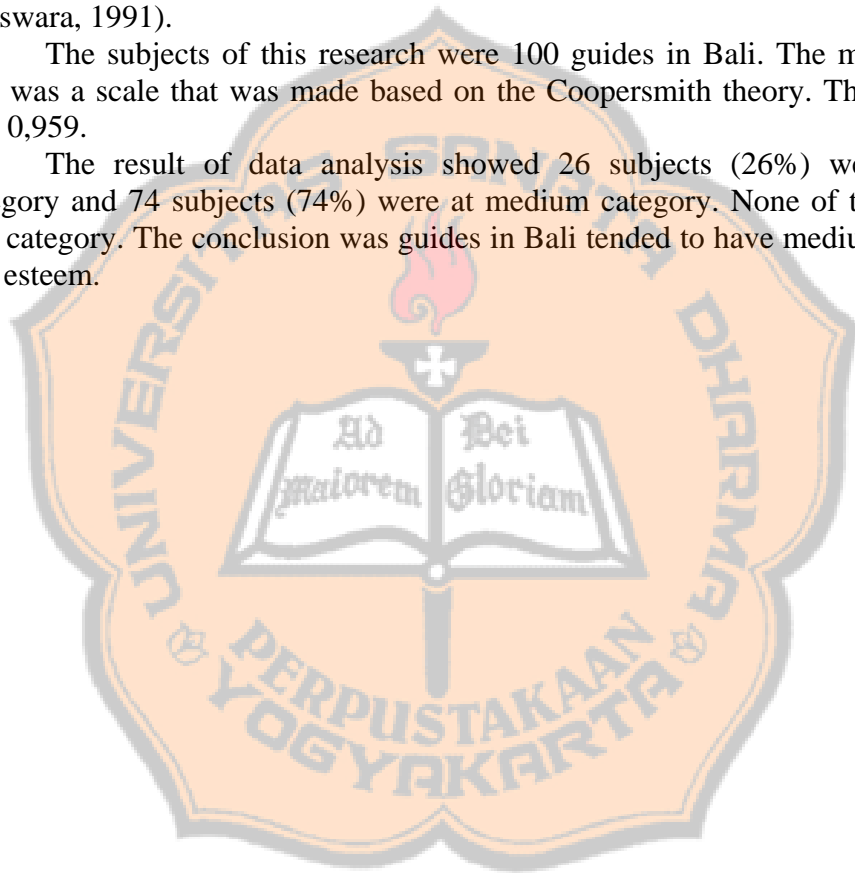 swara, 1991).
The subjects of this research were 100 guides in Bali. The m
was a scale that was made based on the Coopersmith theory. Th
0,959.
The result of data analysis showed 26 subjects (26%) w
gory and 74 subjects (74%) were at medium category. None of t
category. The conclusion was guides in Bali tended to have mediu
esteem.
UNIVERSITAS SANATA DHARMA
Ad
Dei
maiorem
Gloriam
PERPUSTAKAAN
YOGYAKARTA